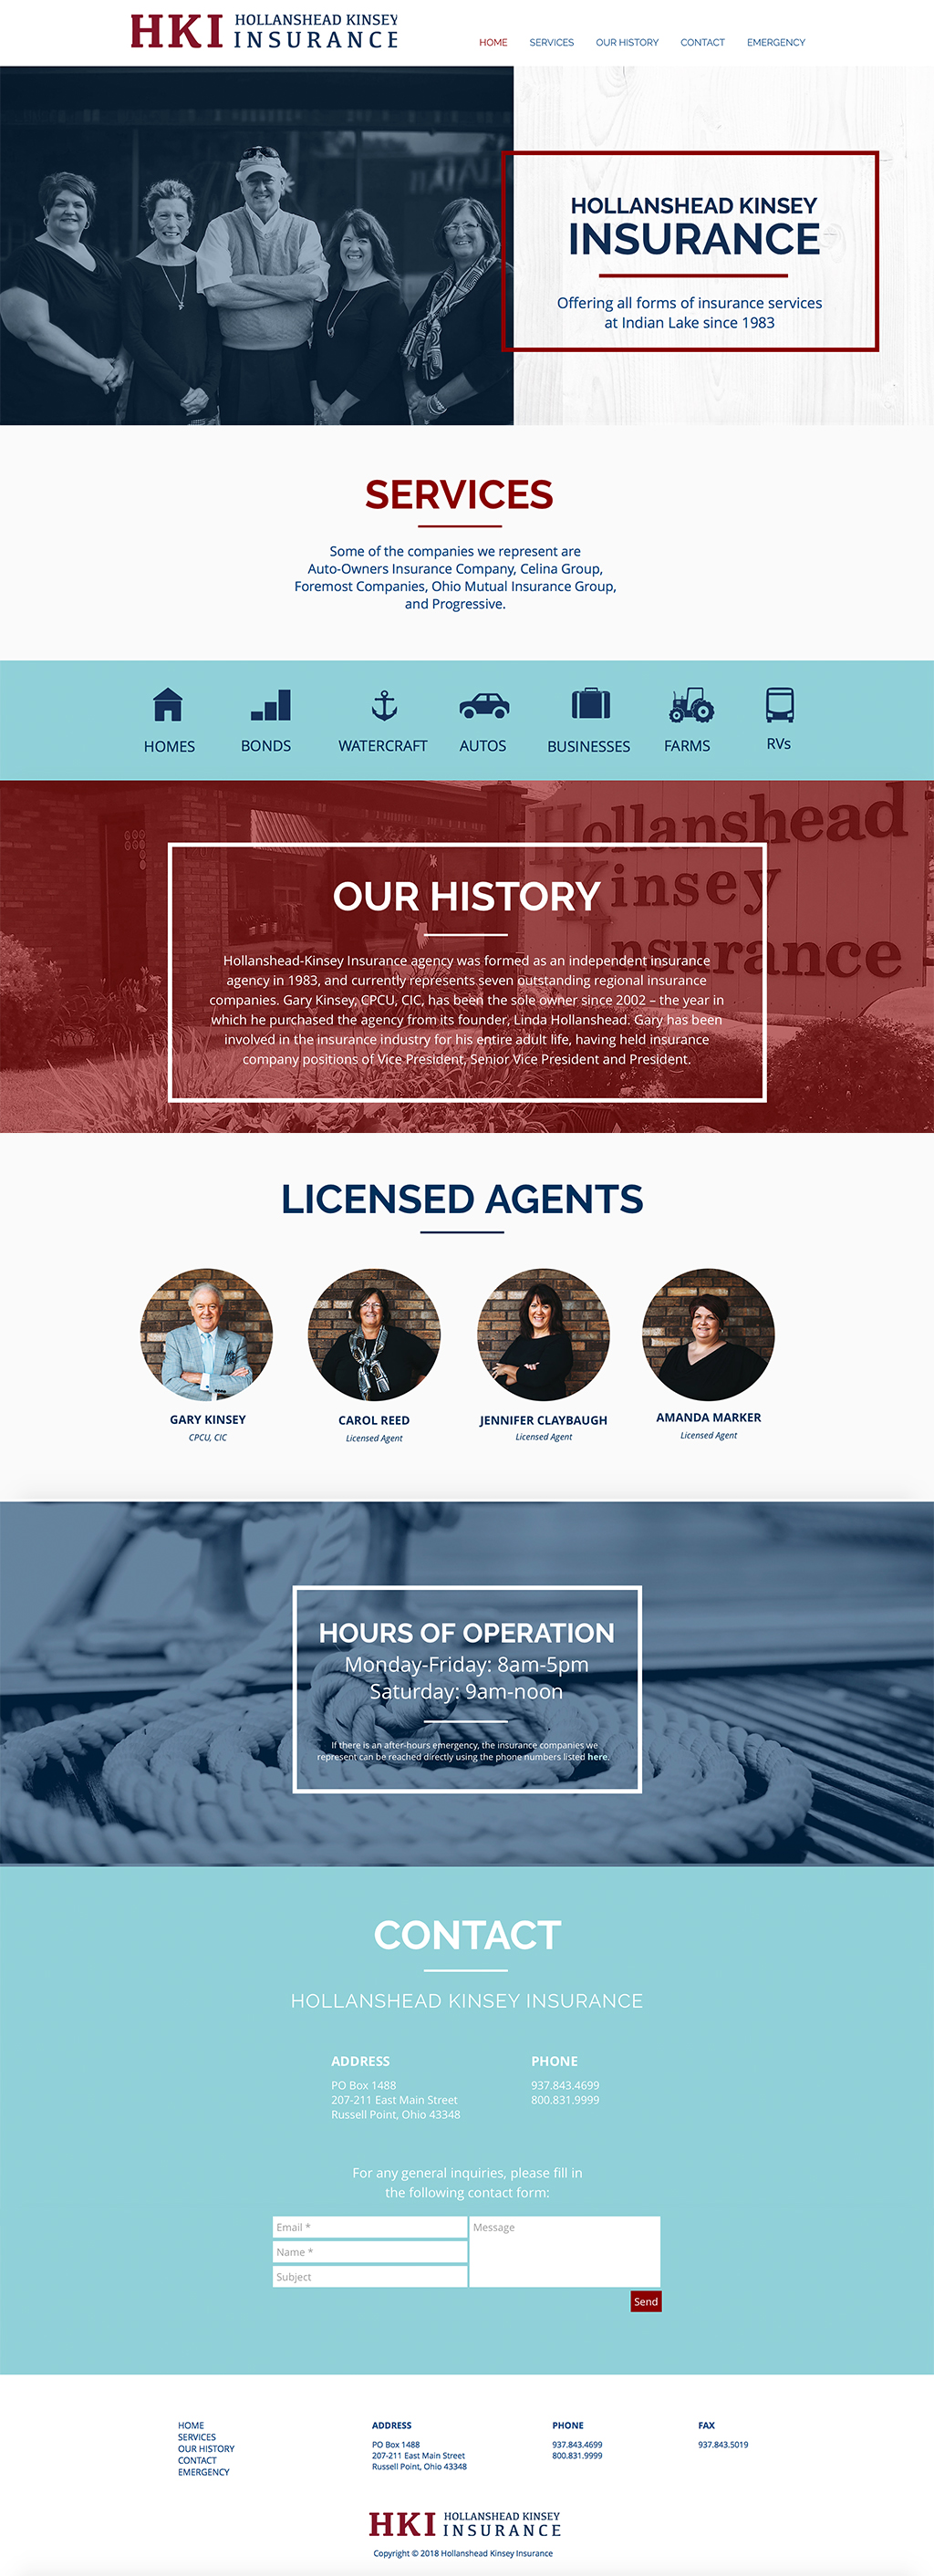 HKI HOLLANSHEAD KINSEY
INSURANCE
HOME SERVICES OUR HISTORY CONTACT EMERGENCY
HOLLANSHEAD KINSEY
INSURANCE
Offering all forms of insurance services
at Indian Lake since 1983
SERVICES
Some of the companies we represent are
Auto-Owners Insurance Company, Celina Group,
Foremost Companies, Ohio Mutual Insurance Group,
and Progressive.
HOMES BONDS WATERCRAFT AUTOS BUSINESSES FARMS RVs
Hollanshead
Kinsey
Insurance
OUR HISTORY
Hollanshead-Kinsey Insurance agency was formed as an independent insurance
agency in 1983, and currently represents seven outstanding regional insurance
companies. Gary Kinsey, CPCU, CIC, has been the sole owner since 2002 – the year in
which he purchased the agency from its founder, Linda Hollanshead. Gary has been
involved in the insurance industry for his entire adult life, having held insurance
company positions of Vice President, Senior Vice President and President.
LICENSED AGENTS
GARY KINSEY
CPCU, CIC
CAROL REED
Licensed Agent
JENNIFER CLAYBAUGH
Licensed Agent
AMANDA MARKER
Licensed Agent
HOURS OF OPERATION
Monday-Friday: 8am-5pm
Saturday: 9am-noon
If there is an after-hours emergency, the insurance companies we
represent can be reached directly using the phone numbers listed here.
CONTACT
HOLLANSHEAD KINSEY INSURANCE
ADDRESS
PO Box 1488
207-211 East Main Street
Russell Point, Ohio 43348
PHONE
937.843.4699
800.831.9999
For any general inquiries, please fill in
the following contact form:
Email *
Name *
Subject
Message
Send
HOME
SERVICES
OUR HISTORY
CONTACT
EMERGENCY
ADDRESS
PO Box 1488
207-211 East Main Street
Russell Point, Ohio 43348
PHONE
937.843.4699
800.831.9999
FAX
937.843.5019
HKI HOLLANSHEAD KINSEY
INSURANCE
Copyright © 2018 Hollanshead Kinsey Insurance